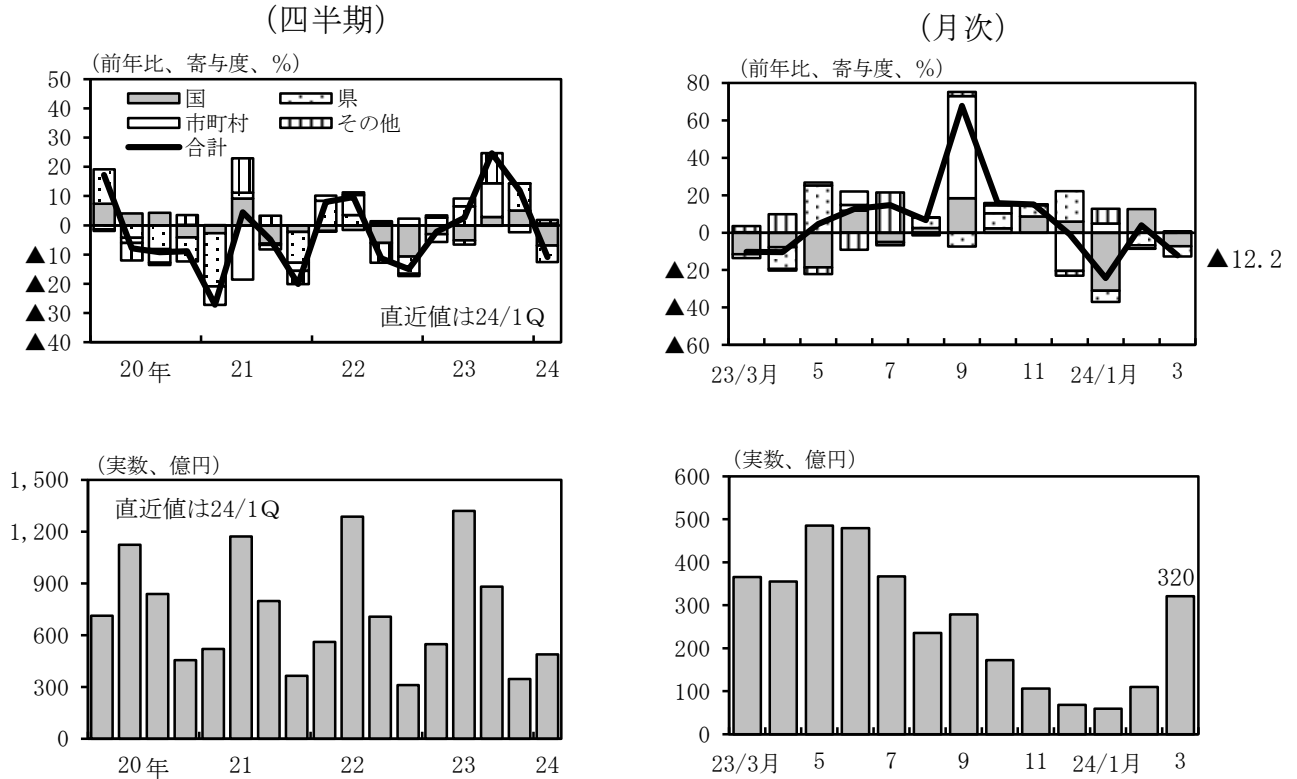 (四半期)
(前年比、寄与度、%)
50
40
30
20
10
0
▲10
▲20
▲30
▲40
国
県
市町村
その他
合計
直近値は24/1Q
20年 21 22 23 24
(月次)
(前年比、寄与度、%)
80
60
40
20
0
▲20
▲40
▲60
▲12.2
23/3月 5 7 9 11 24/1月 3
(実数、億円)
1,500
1,200
900
600
300
0
直近値は24/1Q
20年 21 22 23 24
(実数、億円)
600
500
400
300
200
100
0
320
23/3月 5 7 9 11 24/1月 3